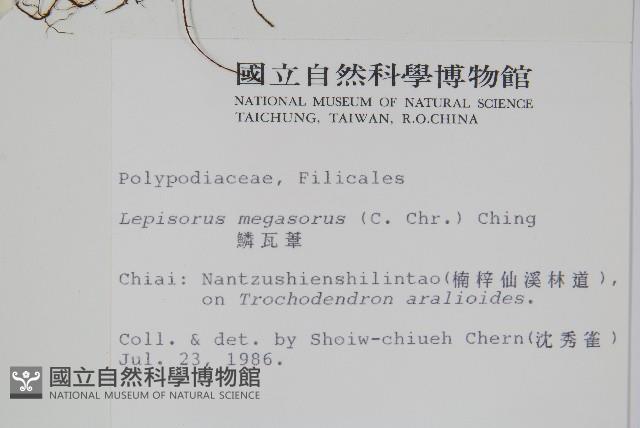 國立自然科學博物館
NATIONAL MUSEUM OF NATURAL SCIENCE
TAICHUNG, TAIWAN, R.O.CHINA
Polypodiaceae, Filicales
Lepisorus megasorus (C. Chr.) Ching
鱗瓦葦
Chiai: Nantzushienshilintao(楠梓仙溪林道),
on Trochodendron aralioides.
Coll. & det. by Shoiw-chiueh Chern(沈秀雀)
Jul. 23, 1986.
國立自然科學博物館
NATIONAL MUSEUM OF NATURAL SCIENCE